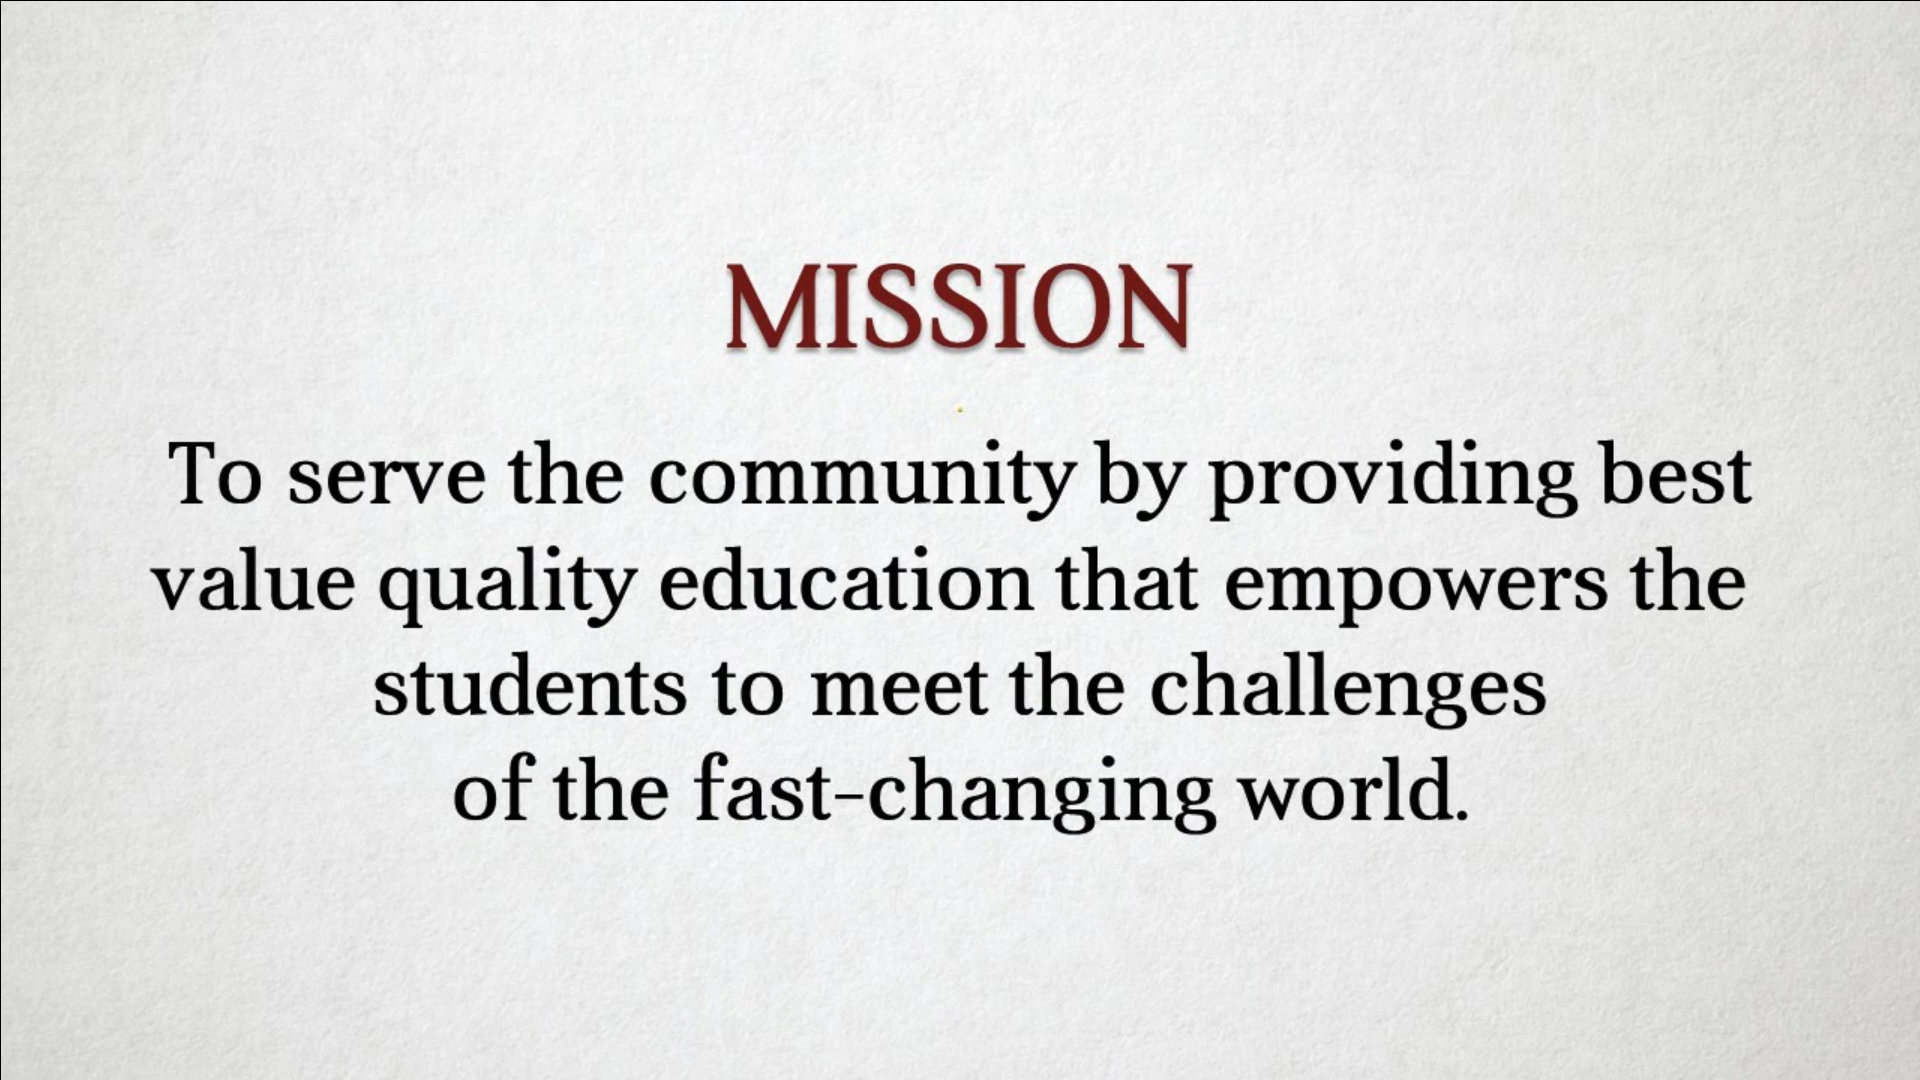 MISSION
To serve the community by providing best
value quality education that empowers the
students to meet the challenges
of the fast-changing world.